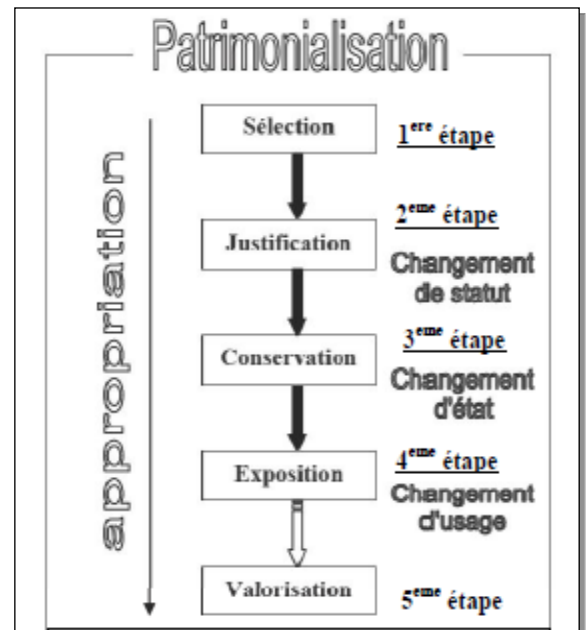 Patrimonialisation
appropriation
Sélection
1ere étape
Justification
2eme étape
Changement
de statut
Conservation
3eme étape
Changement
d'état
Exposition
4eme étape
Changement
d'usage
Valorisation
5eme étape